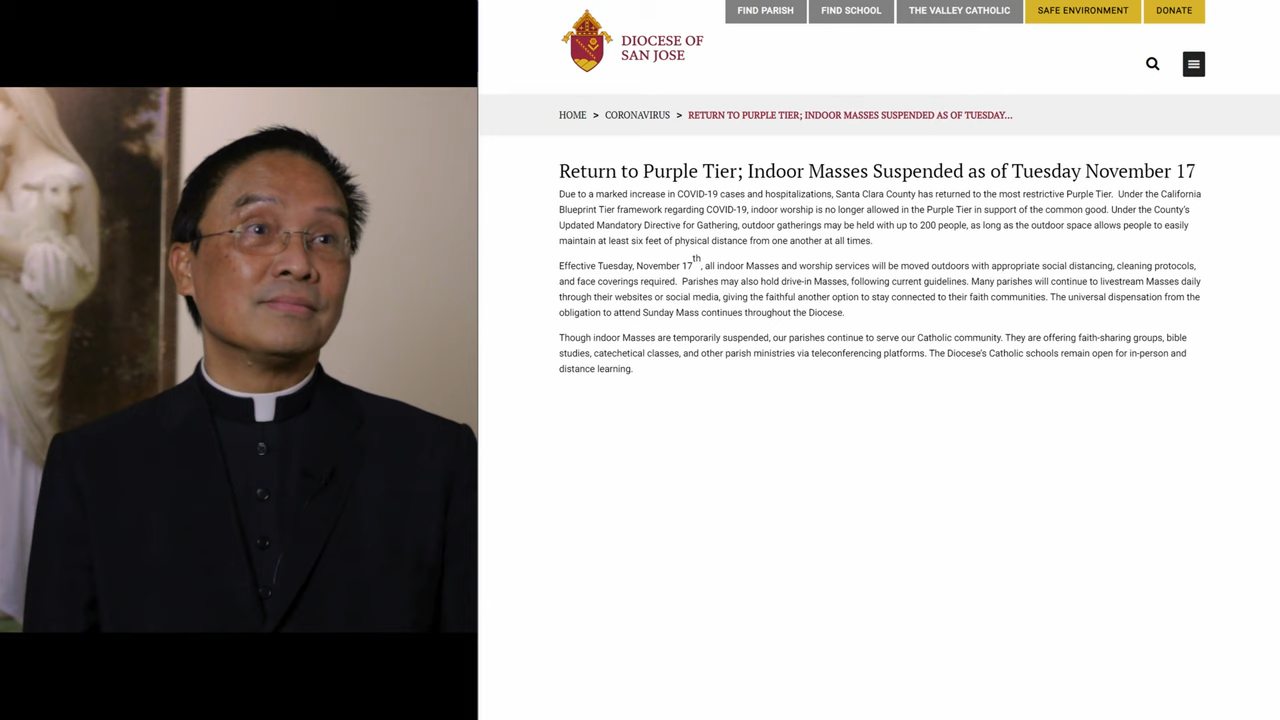 FIND PARISH
FIND SCHOOL
THE VALLEY CATHOLIC
SAFE ENVIRONMENT
DONATE
DIOCESE OF
SAN JOSE
HOME > CORONAVIRUS > RETURN TO PURPLE TIER; INDOOR MASSES SUSPENDED AS OF TUESDAY...
Return to Purple Tier; Indoor Masses Suspended as of Tuesday November 17
Due to a marked increase in COVID-19 cases and hospitalizations, Santa Clara County has returned to the most restrictive Purple Tier. Under the California
Blueprint Tier framework regarding COVID-19, indoor worship is no longer allowed in the Purple Tier in support of the common good. Under the County's
Updated Mandatory Directive for Gathering, outdoor gatherings may be held with up to 200 people, as long as the outdoor space allows people to easily
maintain at least six feet of physical distance from one another at all times.
Effective Tuesday, November 17th, all indoor Masses and worship services will be moved outdoors with appropriate social distancing, cleaning protocols,
and face coverings required. Parishes may also hold drive-in Masses, following current guidelines. Many parishes will continue to livestream Masses daily
through their websites or social media, giving the faithful another option to stay connected to their faith communities. The universal dispensation from the
obligation to attend Sunday Mass continues throughout the Diocese.
Though indoor Masses are temporarily suspended, our parishes continue to serve our Catholic community. They are offering faith-sharing groups, bible
studies, catechetical classes, and other parish ministries via teleconferencing platforms. The Diocese's Catholic schools remain open for in-person and
distance learning.